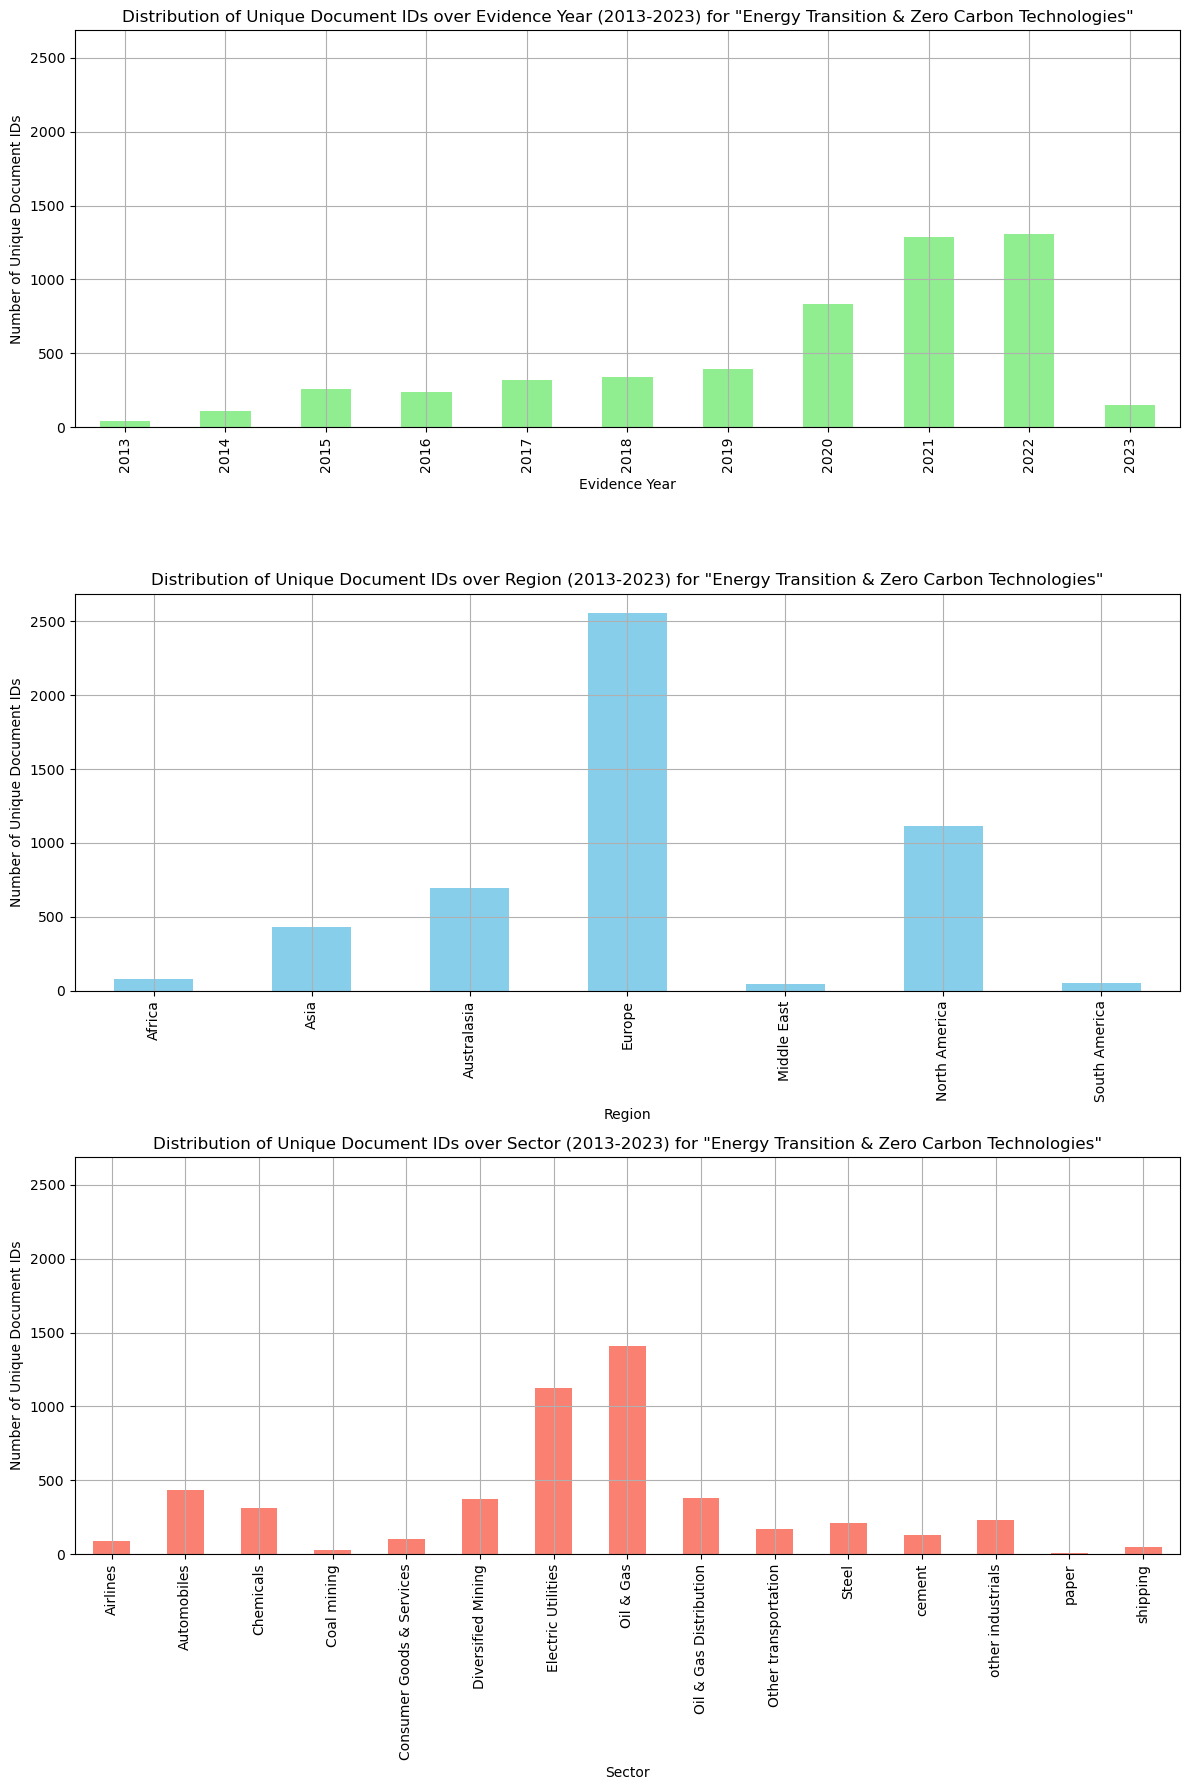 Distribution of Unique Document IDs over Evidence Year (2013-2023) for "Energy Transition & Zero Carbon Technologies"
Number of Unique Document IDs
2500
2000
1500
1000
500
0
2013
2014
2015
2016
2017
2018
2019
2020
2021
2022
2023
Evidence Year
Distribution of Unique Document IDs over Region (2013-2023) for "Energy Transition & Zero Carbon Technologies"
Number of Unique Document IDs
2500
2000
1500
1000
500
0
Africa
Asia
Australasia
Europe
Middle East
North America
South America
Region
Distribution of Unique Document IDs over Sector (2013-2023) for "Energy Transition & Zero Carbon Technologies"
Number of Unique Document IDs
2500
2000
1500
1000
500
0
Airlines
Automobiles
Chemicals
Coal mining
Consumer Goods & Services
Diversified Mining
Electric Utilities
Oil & Gas
Oil & Gas Distribution
Other transportation
Steel
cement
other industrials
paper
shipping
Sector